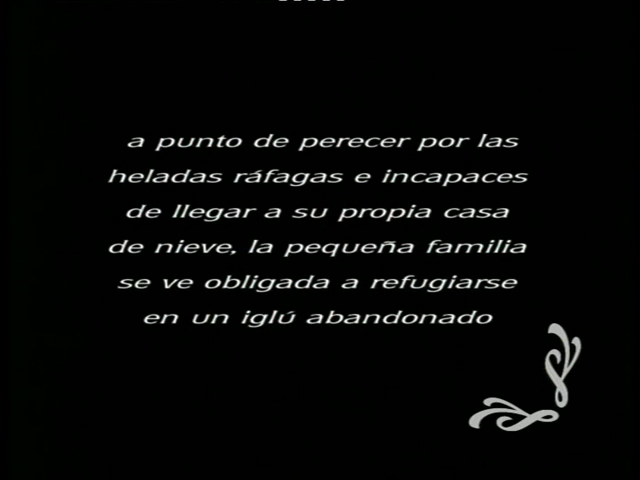 a punto de perecer por las
heladas ráfagas e incapaces
de llegar a su propia casa
de nieve, la pequeña familia
se ve obligada a refugiarse
en un iglú abandonado